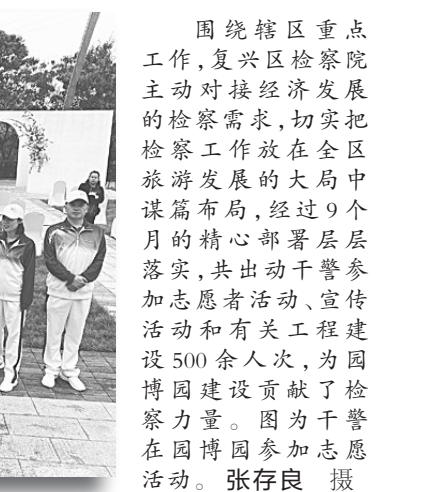 围绕辖区重点
工作，复兴区检察院
主动对接经济发展
的检察需求，切实把
检察工作放在全区
旅游发展的大局中
谋篇布局，经过9个
月的精心部署层层
落实，共出动干警参
加志愿者活动、宣传
活动和有关工程建
设500余人次，为园
博园建设贡献了检
察力量。图为干警
在园博园参加志愿
活动。张存良 摄